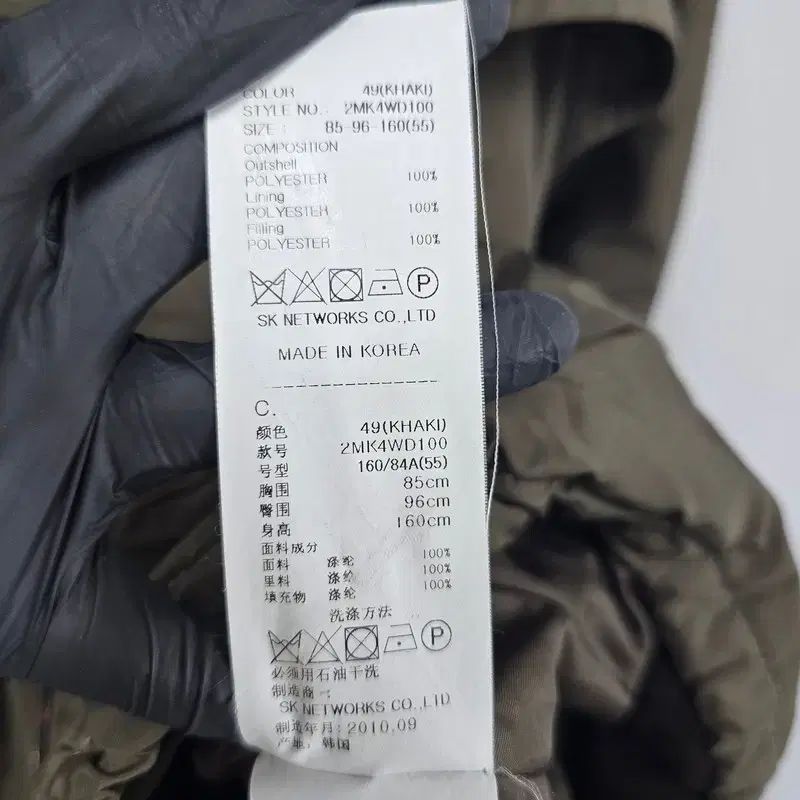 COLOR 49(KHAKI)
STYLE NO.: 2MK4WD100
SIZE : 85-96-160(55)
COMPOSITION
Outshell
POLYESTER 100%
Lining
POLYESTER 100%
Filling
POLYESTER 100%
P
SK NETWORKS CO.,LTD
MADE IN KOREA
C.
颜色 49(KHAKI)
款号 2MK4WD100
号型 160/84A(55)
胸围 85cm
臀围 96cm
身高 160cm
面料成分
面料 涤纶 100%
里料 涤纶 100%
填充物 涤纶 100%
洗涤方法
P
必须用石油干洗
制造商:
SK NETWORKS CO.,LTD
制造年月: 2010.09
产地: 韩国